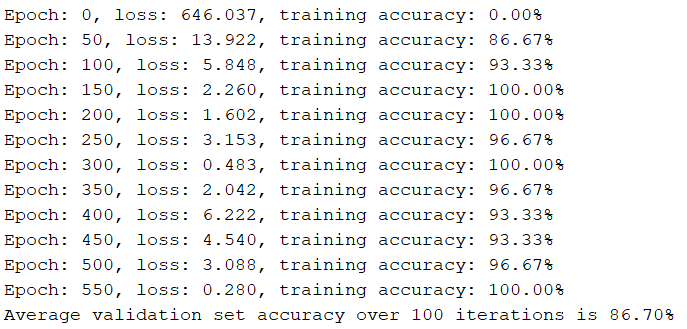 Epoch: 0, loss: 646.037, training accuracy: 0.00%
Epoch: 50, loss: 13.922, training accuracy: 86.67%
Epoch: 100, loss: 5.848, training accuracy: 93.33%
Epoch: 150, loss: 2.260, training accuracy: 100.00%
Epoch: 200, loss: 1.602, training accuracy: 100.00%
Epoch: 250, loss: 3.153, training accuracy: 96.67%
Epoch: 300, loss: 0.483, training accuracy: 100.00%
Epoch: 350, loss: 2.042, training accuracy: 96.67%
Epoch: 400, loss: 6.222, training accuracy: 93.33%
Epoch: 450, loss: 4.540, training accuracy: 93.33%
Epoch: 500, loss: 3.088, training accuracy: 96.67%
Epoch: 550, loss: 0.280, training accuracy: 100.00%
Average validation set accuracy over 100 iterations is 86.70%